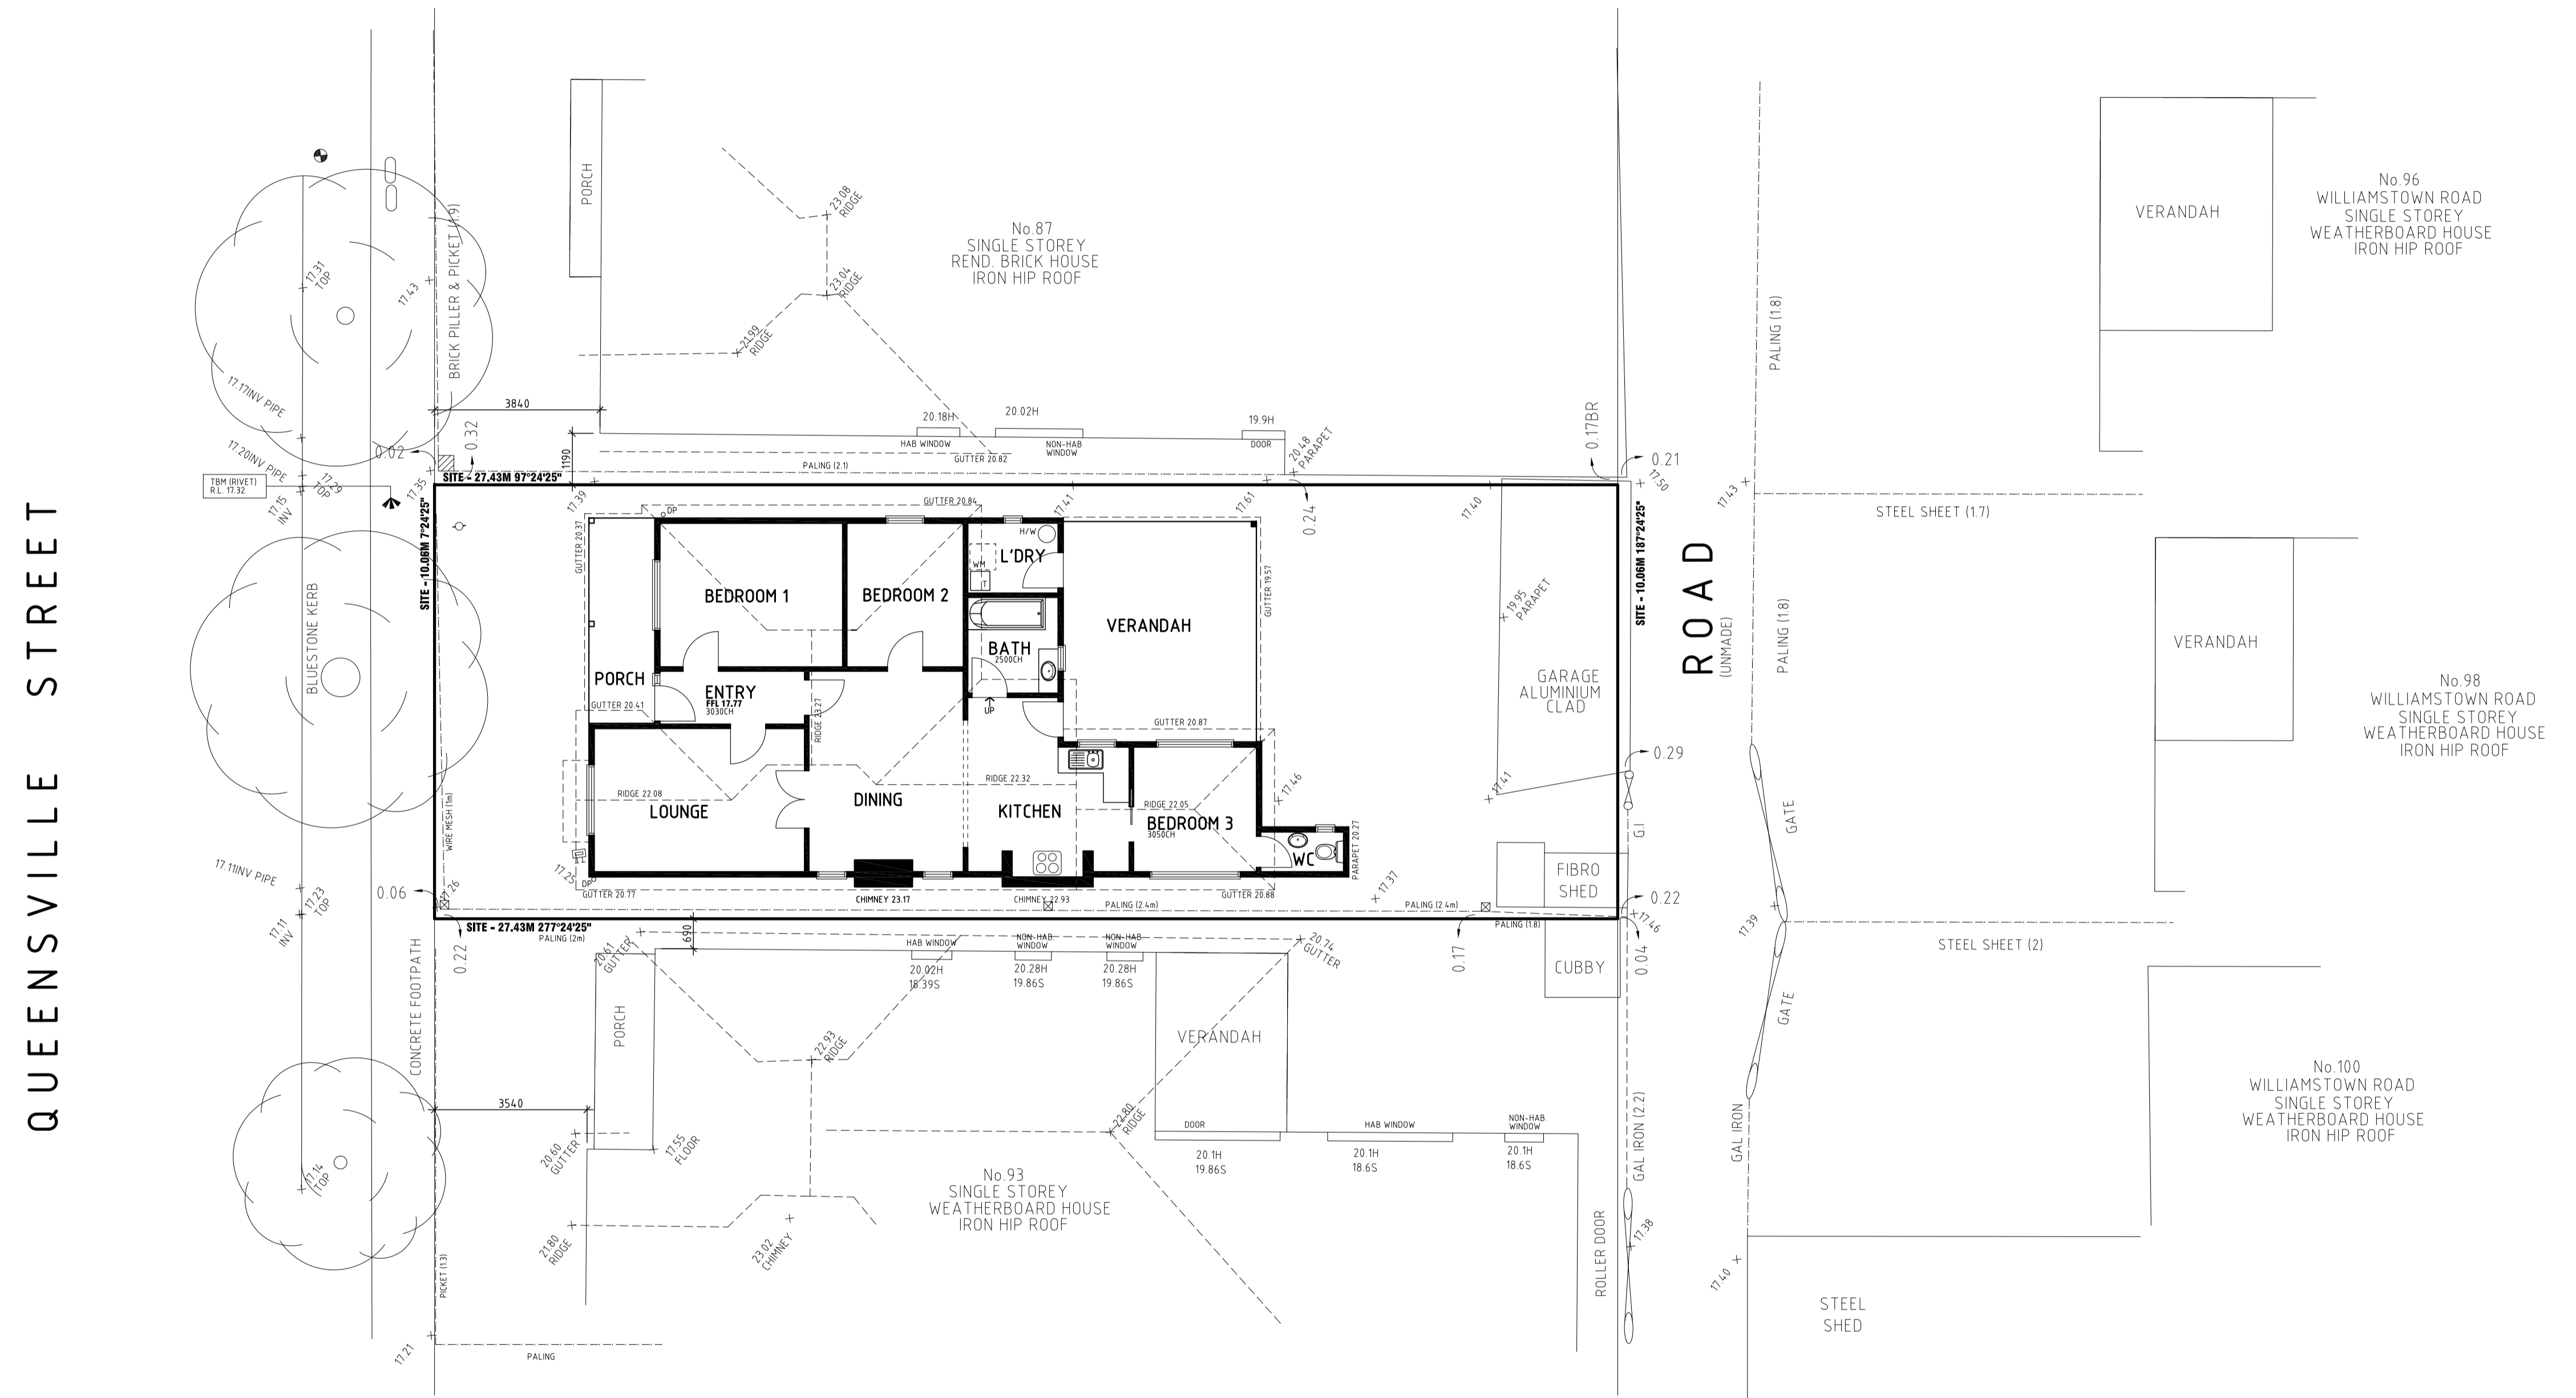 QUEENSVILLE STREET
BLUESTONE KERB
CONCRETE FOOTPATH
BRICK PILLER & PICKET (1.9)
17.31
TOP
17.43
17.17INV PIPE
17.20INV PIPE
17.29
TOP
TBM (RIVET)
R.L. 17.32
17.15
INV
17.35
0.02
0.32
17.11INV PIPE
17.23
TOP
17.11
INV
0.06
17.26
0.22
17.14
TOP
17.21
PICKET (1.3)
PALING
WIRE MESH (1m)
PORCH
3840
1190
23.08
RIDGE
23.04
RIDGE
21.99
RIDGE
No.87
SINGLE STOREY
REND. BRICK HOUSE
IRON HIP ROOF
20.18H
20.02H
19.9H
HAB WINDOW
NON-HAB
WINDOW
DOOR
GUTTER 20.82
PALING (2.1)
20.48
PARAPET
0.17BR
0.21
17.50
0.24
SITE - 27.43M 97°24'25"
SITE - 10.06M 7°24'25"
SITE - 10.06M 187°24'25"
SITE - 27.43M 277°24'25"
17.39
17.41
17.61
17.40
GUTTER 20.84
GUTTER 20.37
DP
H/W
L'DRY
WM
T
BEDROOM 1
BEDROOM 2
BATH
2500CH
VERANDAH
GUTTER 19.57
PORCH
ENTRY
FFL 17.77
3030CH
GUTTER 20.41
RIDGE 23.27
UP
GUTTER 20.87
RIDGE 22.08
LOUNGE
DINING
RIDGE 22.32
KITCHEN
RIDGE 22.05
BEDROOM 3
3050CH
WC
PARAPET 20.27
17.46
17.41
17.37
17.25
DP
GUTTER 20.77
CHIMNEY 23.17
CHIMNEY 22.93
GUTTER 20.88
PALING (2.4m)
PALING (2.4m)
PALING (1.8)
PALING (2m)
19.95
PARAPET
GARAGE
ALUMINIUM
CLAD
0.29
G.I
FIBRO
SHED
0.22
17.46
0.17
0.04
CUBBY
690
20.61
GUTTER
HAB WINDOW
NON-HAB
WINDOW
NON-HAB
WINDOW
20.02H
18.39S
20.28H
19.86S
20.28H
19.86S
20.74
GUTTER
PORCH
3540
20.60
GUTTER
17.55
FLOOR
22.93
RIDGE
22.80
RIDGE
21.80
RIDGE
23.02
CHIMNEY
No.93
SINGLE STOREY
WEATHERBOARD HOUSE
IRON HIP ROOF
VERANDAH
DOOR
HAB WINDOW
NON-HAB.
WINDOW
20.1H
19.86S
20.1H
18.6S
20.1H
18.6S
GAL IRON (2.2)
ROLLER DOOR
17.38
ROAD
(UNMADE)
PALING (1.8)
17.43
STEEL SHEET (1.7)
PALING (1.8)
GATE
17.39
STEEL SHEET (2)
GATE
GAL IRON
17.40
STEEL
SHED
VERANDAH
No.96
WILLIAMSTOWN ROAD
SINGLE STOREY
WEATHERBOARD HOUSE
IRON HIP ROOF
VERANDAH
No.98
WILLIAMSTOWN ROAD
SINGLE STOREY
WEATHERBOARD HOUSE
IRON HIP ROOF
No.100
WILLIAMSTOWN ROAD
SINGLE STOREY
WEATHERBOARD HOUSE
IRON HIP ROOF